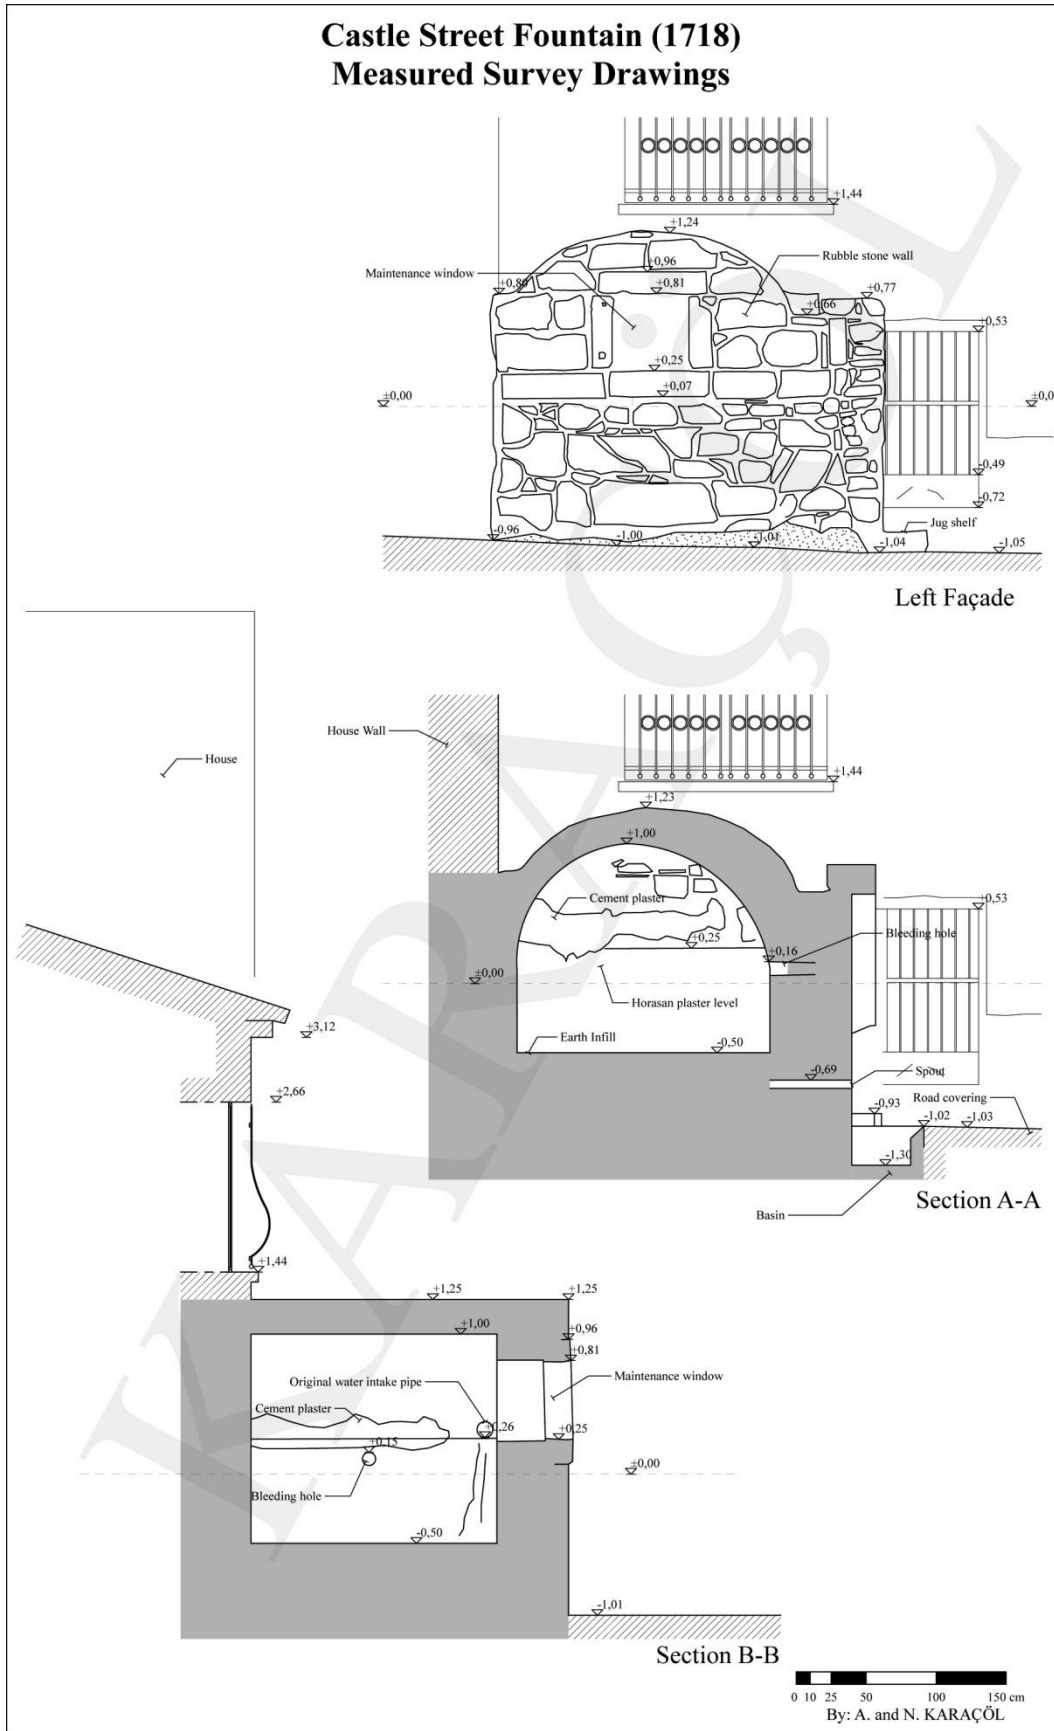 Castle Street Fountain (1718)
Measured Survey Drawings
+1,44
+1,24
Maintenance window
+0,96
Rubble stone wall
+0,80
+0,81
+0,77
+0,66
+0,53
+0,25
+0,07
±0,00
±0,0
-0,49
-0,72
Jug shelf
-0,96
-1,00
-1,01
-1,04
-1,05
Left Façade
House Wall
House
+1,44
+1,23
+1,00
Cement plaster
+0,53
+0,25
Bleeding hole
+0,16
±0,00
Horasan plaster level
Earth Infill
-0,50
-0,69
Spout
Road covering
-0,93
-1,02
-1,03
-1,30
Basin
Section A-A
+3,12
+2,66
+1,44
+1,25
+1,25
+1,00
+0,96
+0,81
Maintenance window
Original water intake pipe
Cement plaster
+0,26
+0,25
+0,15
±0,00
Bleeding hole
-0,50
-1,01
Section B-B
0 10 25 50 100 150 cm
By: A. and N. KARAÇÖL
KARAÇÖL